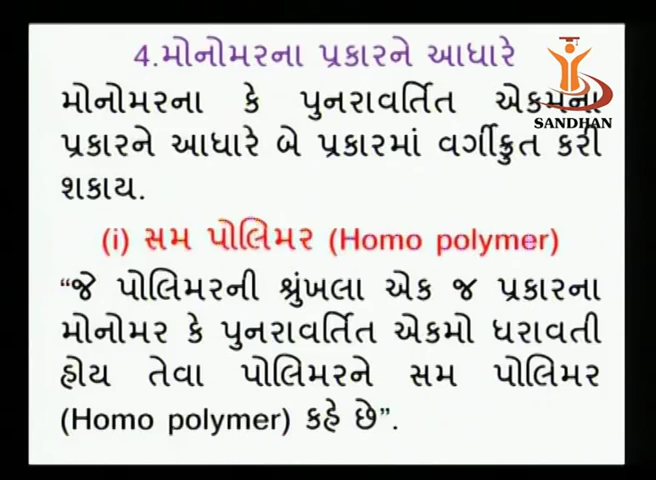 4.મોનોમરના પ્રકારને આધારે
મોનોમરના કે પુનરાવર્તિત એકમના
SANDHAN
પ્રકારને આધારે બે પ્રકારમાં વર્ગીકૃત કરી
શકાય.
(i) સમ પોલિમર (Homo polymer)
“જે પોલિમરની શ્રુંખલા એક જ પ્રકારના
મોનોમર કે પુનરાવર્તિત એકમો ધરાવતી
હોય તેવા પોલિમરને સમ પોલિમર
(Homo polymer) કહે છે”.